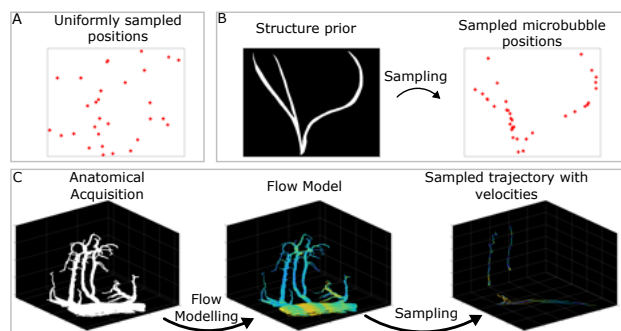 A
Uniformly sampled
positions
B
Structure prior
Sampling
Sampled microbubble
positions
C
Anatomical
Acquisition
Flow
Modelling
Flow Model
Sampling
Sampled trajectory with
velocities